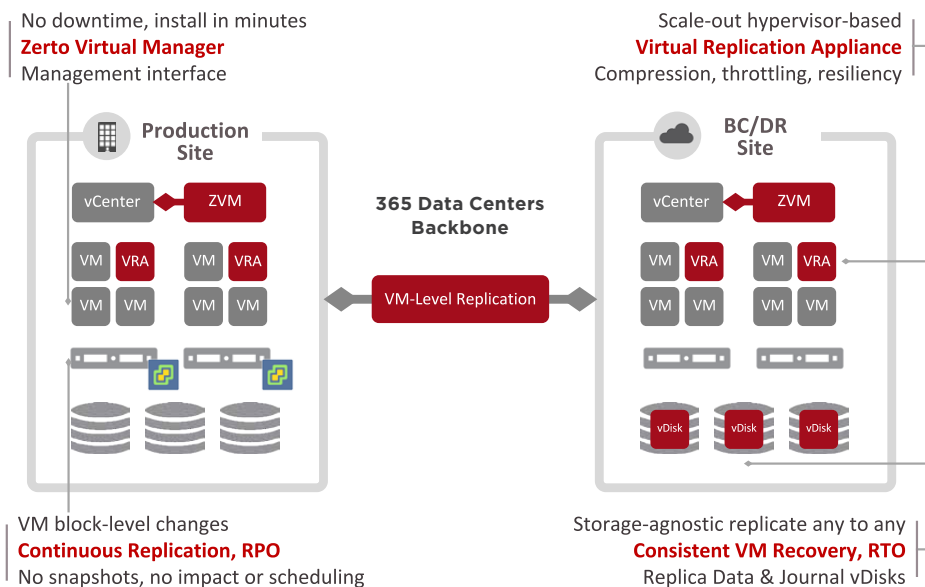 No downtime, install in minutes
Zerto Virtual Manager
Management interface
Scale-out hypervisor-based
Virtual Replication Appliance
Compression, throttling, resiliency
Production
Site
vCenter
ZVM
VM
VRA
VM
VRA
VM
VM
VM
VM
365 Data Centers
Backbone
VM-Level Replication
BC/DR
Site
vCenter
ZVM
VM
VRA
VM
VRA
VM
VM
VM
VM
vDisk
vDisk
vDisk
VM block-level changes
Continuous Replication, RPO
No snapshots, no impact or scheduling
Storage-agnostic replicate any to any
Consistent VM Recovery, RTO
Replica Data & Journal vDisks